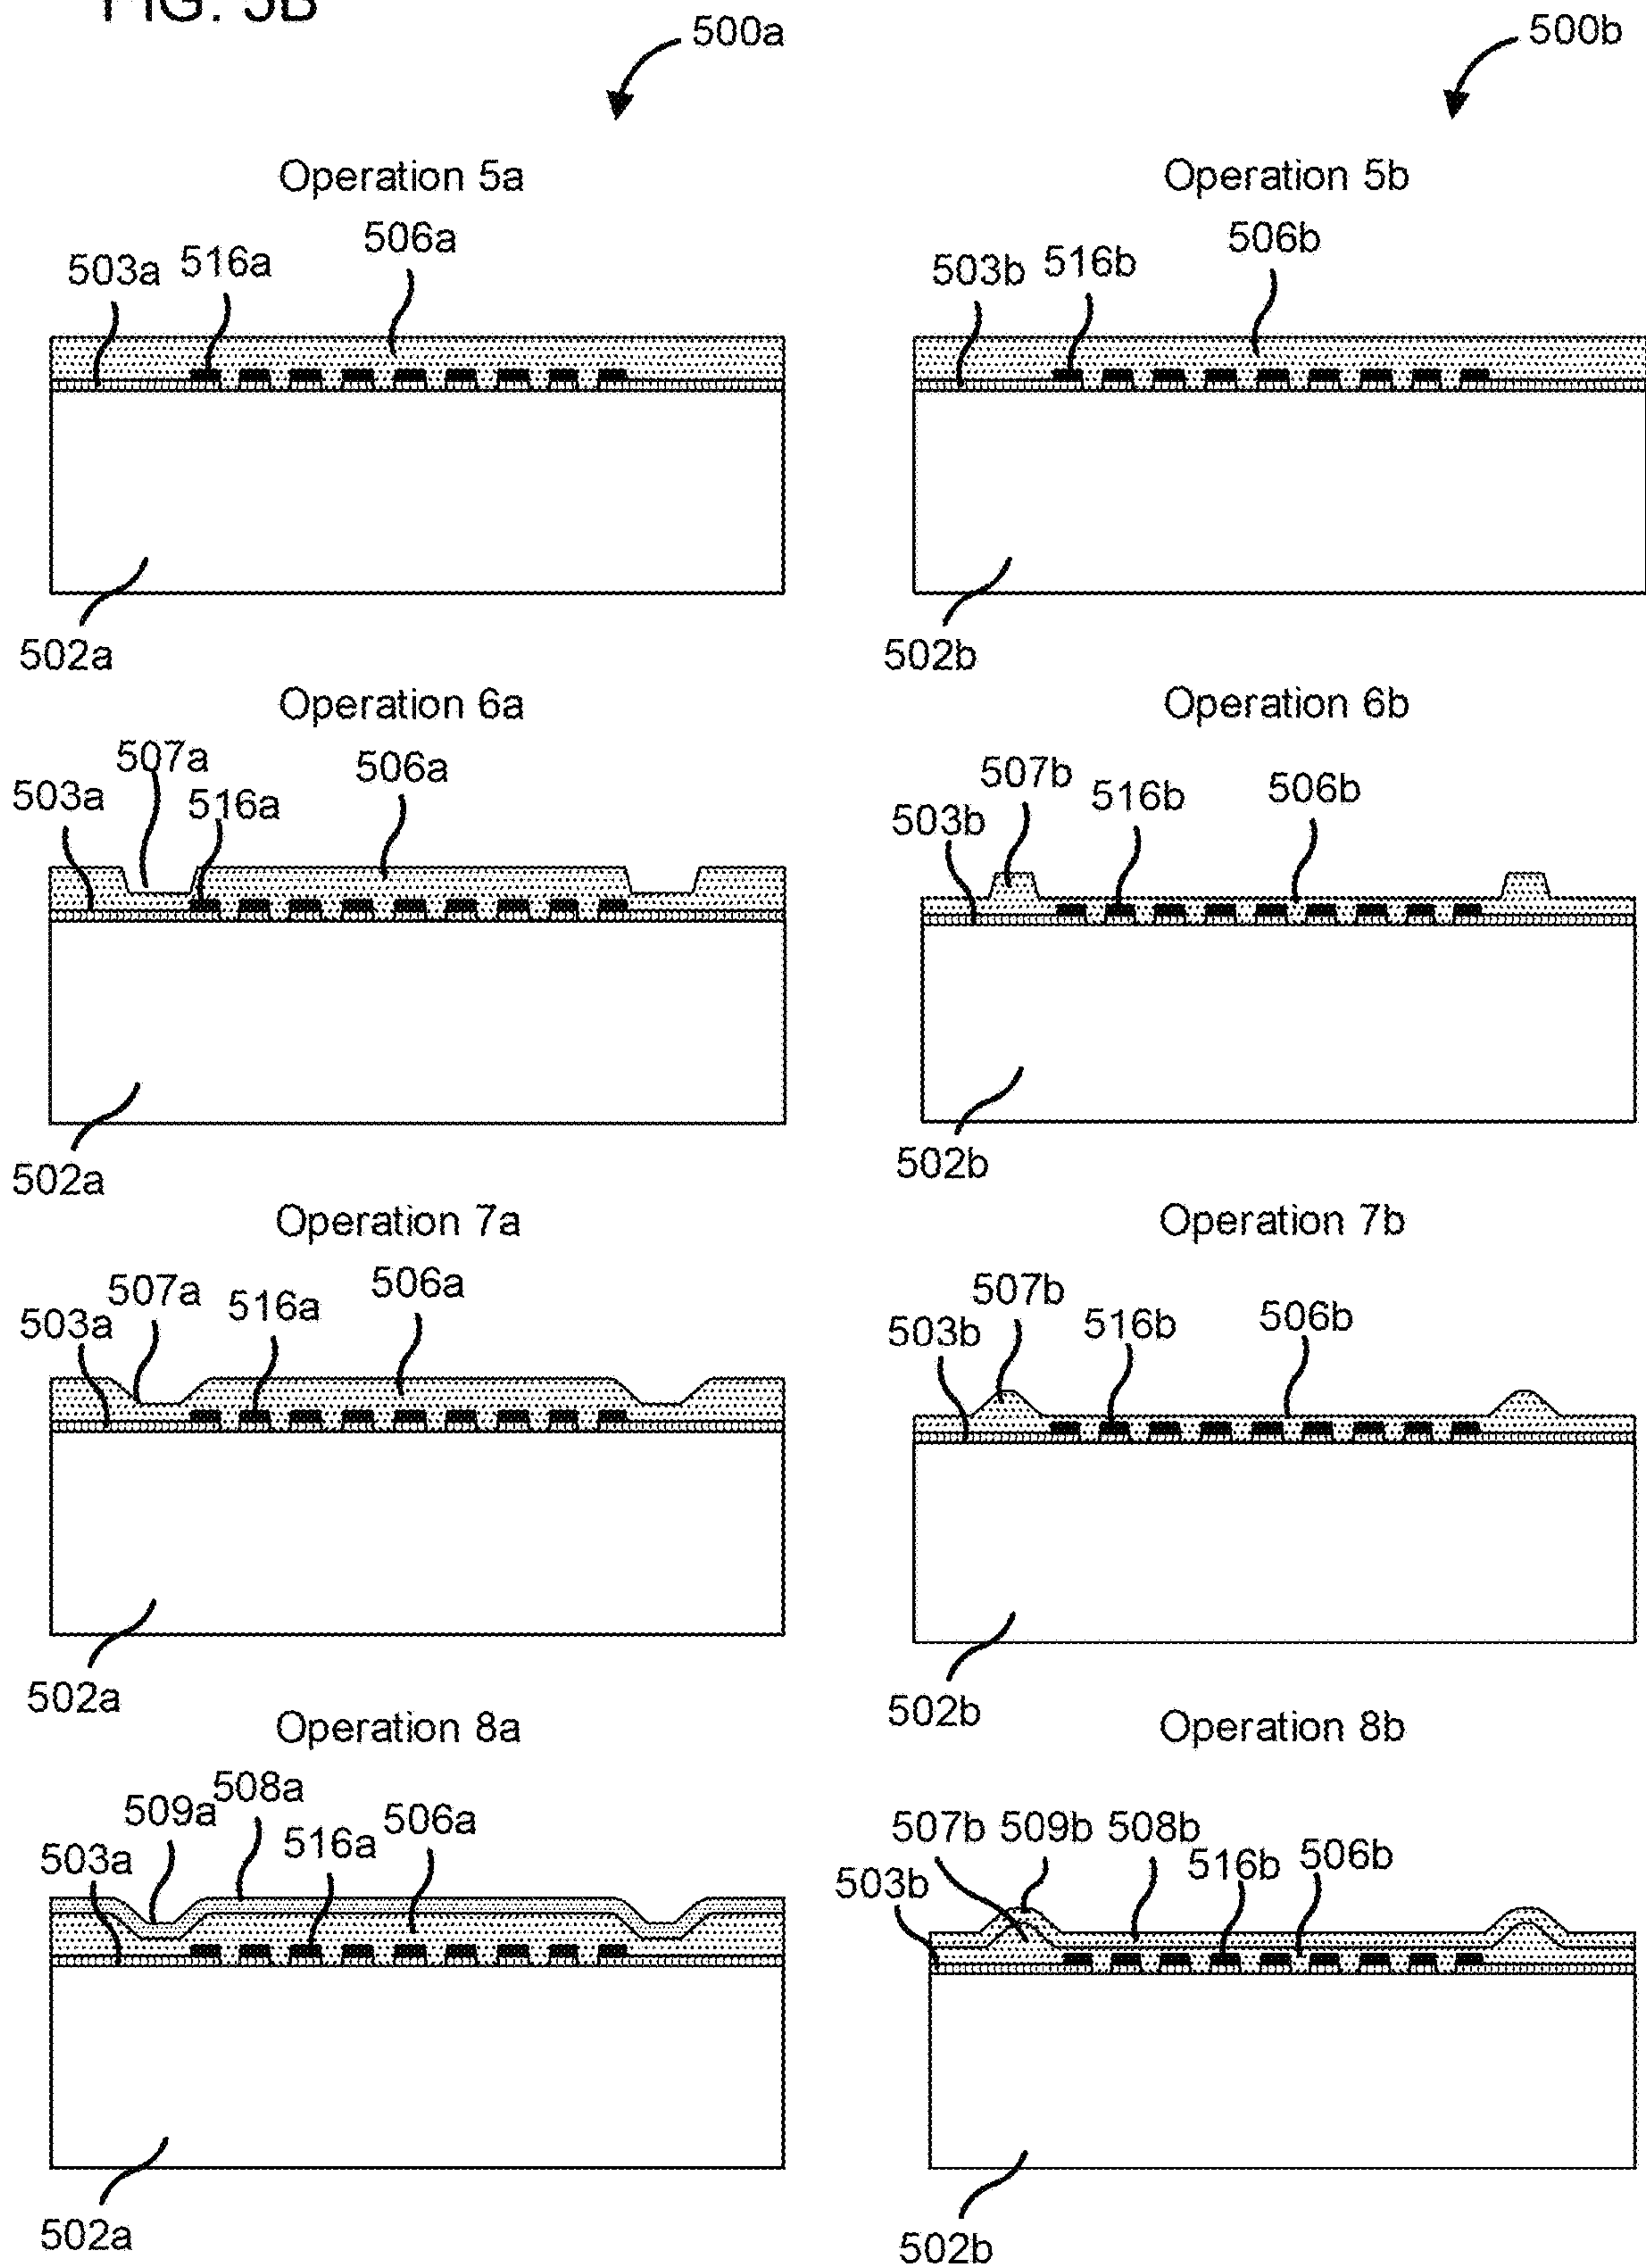 FIG. 5B
500a
500b
Operation 5a
Operation 5b
506a
506b
503a 516a
503b 516b
502a
502b
Operation 6a
Operation 6b
507a
506a
507b
506b
503a
516a
516b
503b
502a
502b
Operation 7a
Operation 7b
507a
516a
506a
507b
503a
503b
516b
506b
502a
502b
Operation 8a
Operation 8b
509a
508a
506a
507b 509b 508b
503a
516a
503b
516b
506b
502a
502b